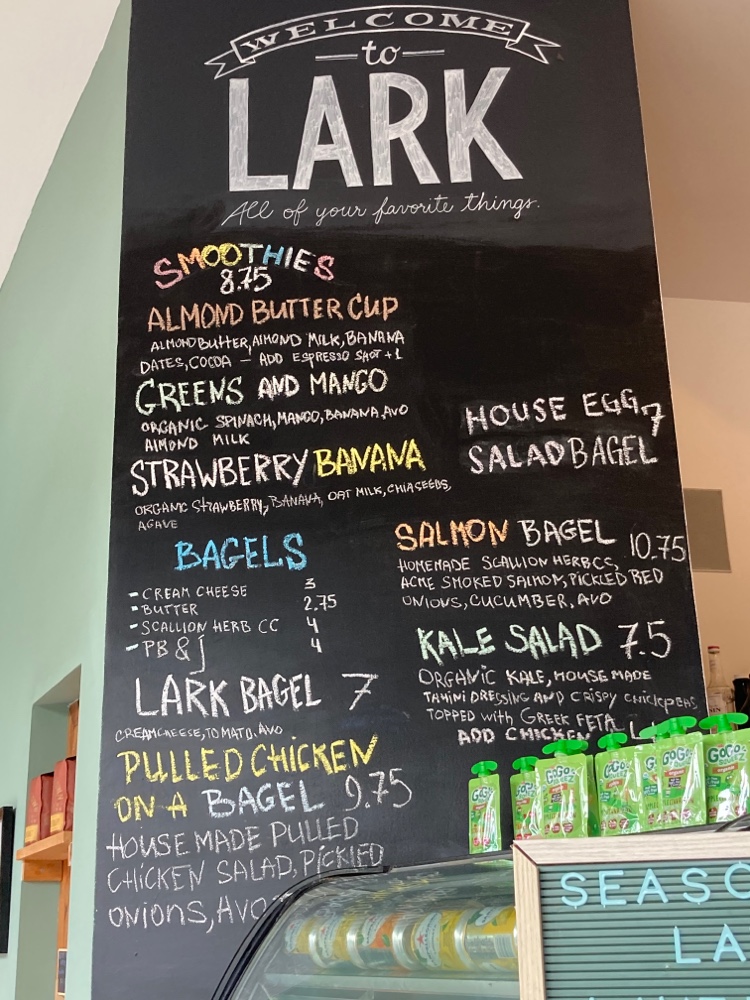 WELCOME
to
LARK
All of your favorite things.
SMOOTHIES
8.75
ALMOND BUTTER CUP
ALMOND BUTTER, ALMOND MILK, BANANA
DATES, COCOA — ADD ESPRESSO SHOT +1
GREENS AND MANGO
ORGANIC SPINACH, MANGO, BANANA, AVO
ALMOND MILK
STRAWBERRY BANANA
ORGANIC STRAWBERRY, BANANA, OAT MILK, CHIA SEEDS,
AGAVE
BAGELS
- CREAM CHEESE 3
- BUTTER 2.75
- SCALLION HERB CC 4
- PB & J 4
LARK BAGEL 7
CREAM CHEESE, TOMATO, AVO
PULLED CHICKEN
ON A BAGEL 9.75
HOUSE MADE PULLED
CHICKEN SALAD, PICKLED
ONIONS, AVO
HOUSE EGG 7
SALAD BAGEL
SALMON BAGEL 10.75
HOMEMADE SCALLION HERB CC,
ACME SMOKED SALMON, PICKLED RED
ONIONS, CUCUMBER, AVO
KALE SALAD 7.5
ORGANIC KALE, HOUSE MADE
TAHINI DRESSING AND CRISPY CHICKPEAS
TOPPED with GREEK FETA
ADD CHICKEN
GoGo
GoGo
GoGo
GoGo
SEASO
LA